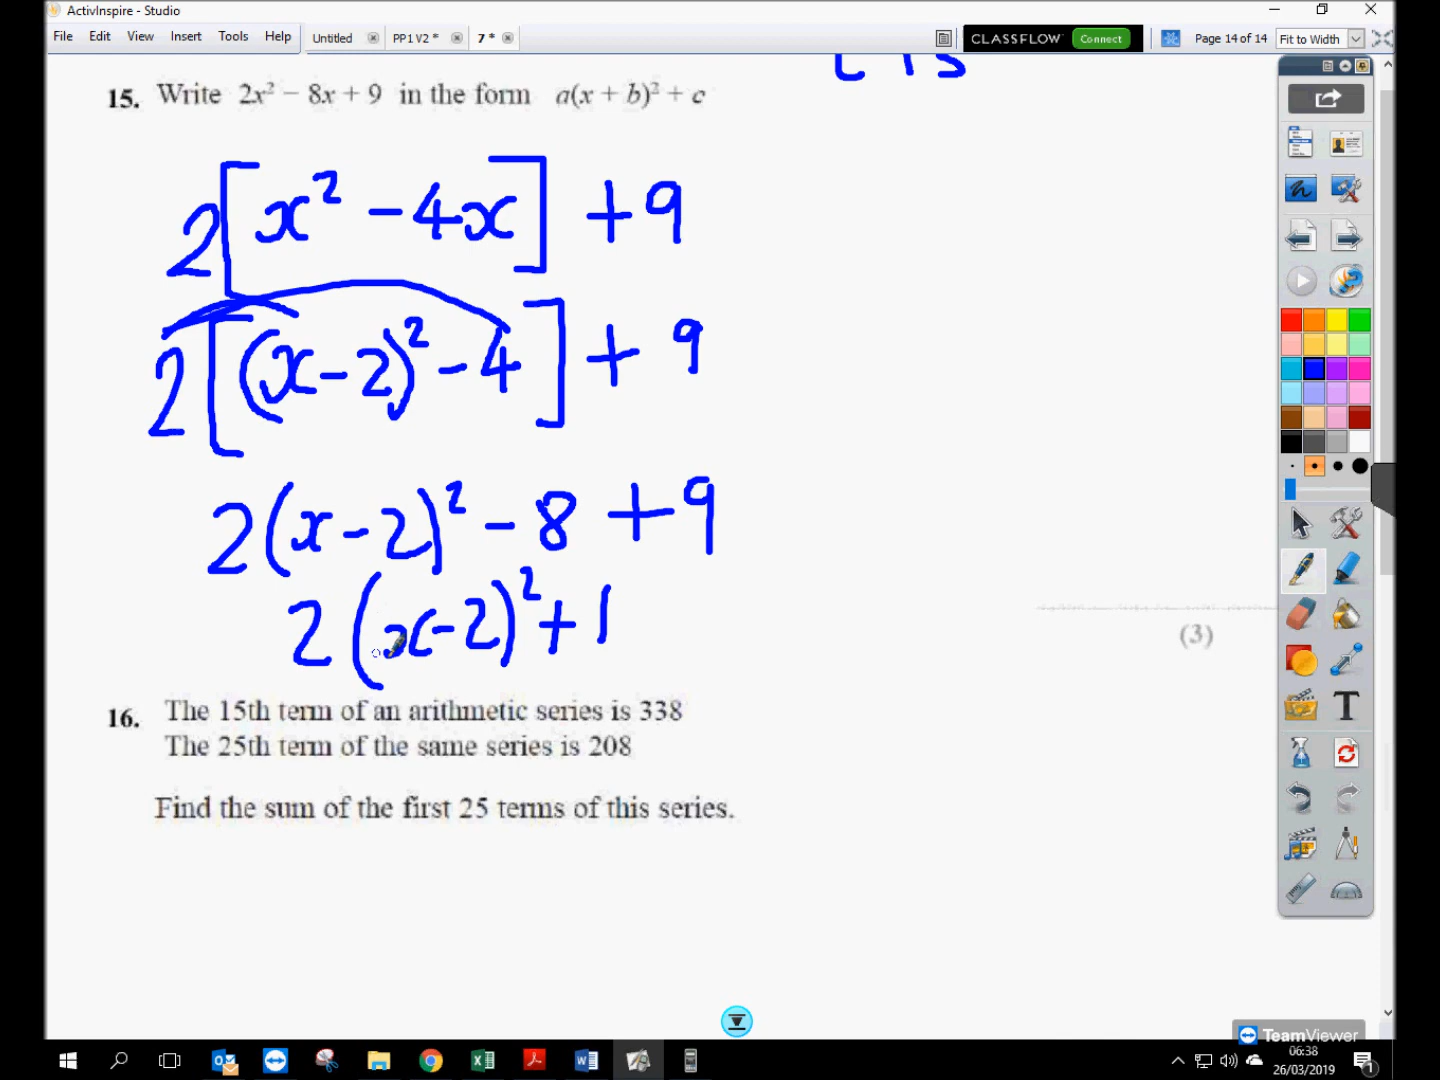 ActivInspire - Studio
File Edit View Insert Tools Help Untitled PP1 V2 * 7 * CLASSFLOW Connect Page 14 of 14 Fit to Width
15. Write 2x² − 8x + 9 in the form a(x + b)² + c
2[x² − 4x] + 9
2[(x − 2)² − 4] + 9
2(x − 2)² − 8 + 9
2(x − 2)² + 1
(3)
16. The 15th term of an arithmetic series is 338
The 25th term of the same series is 208
Find the sum of the first 25 terms of this series.
T
TeamViewer
06:38
26/03/2019
1